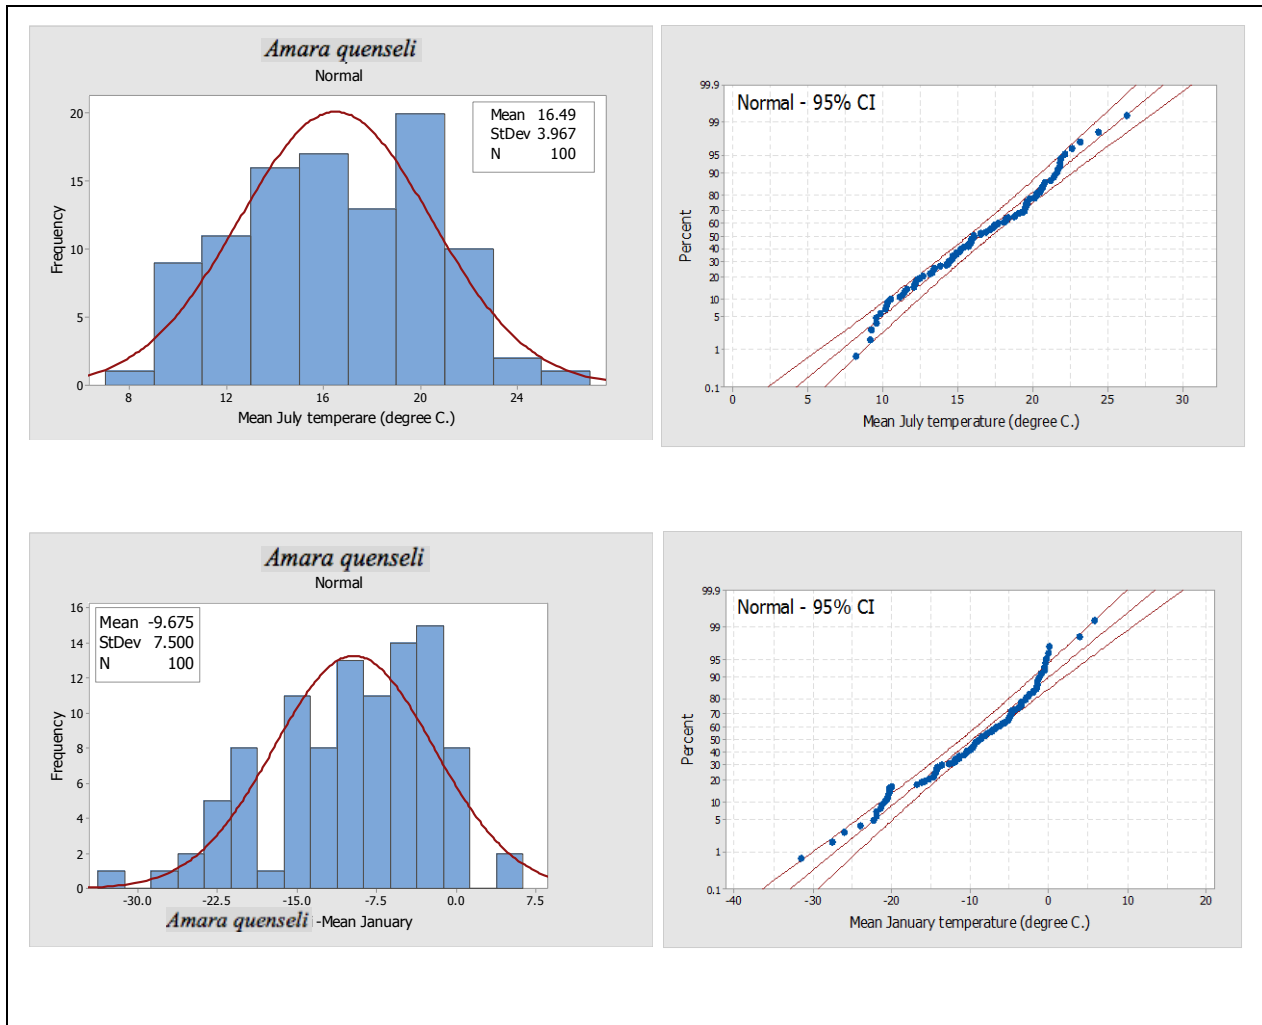 Amara quenseli
Normal
Mean 16.49
StDev 3.967
N 100
20
15
10
5
0
Frequency
8 12 16 20 24
Mean July temperare (degree C.)
Normal - 95% CI
99.9
99
95
90
80
70
60
50
40
30
20
10
5
1
0.1
Percent
0 5 10 15 20 25 30
Mean July temperature (degree C.)
Amara quenseli
Normal
Mean -9.675
StDev 7.500
N 100
16
14
12
10
8
6
4
2
0
Frequency
-30.0 -22.5 -15.0 -7.5 0.0 7.5
Amara quenseli -Mean January
Normal - 95% CI
99.9
99
95
90
80
70
60
50
40
30
20
10
5
1
0.1
Percent
-40 -30 -20 -10 0 10 20
Mean January temperature (degree C.)